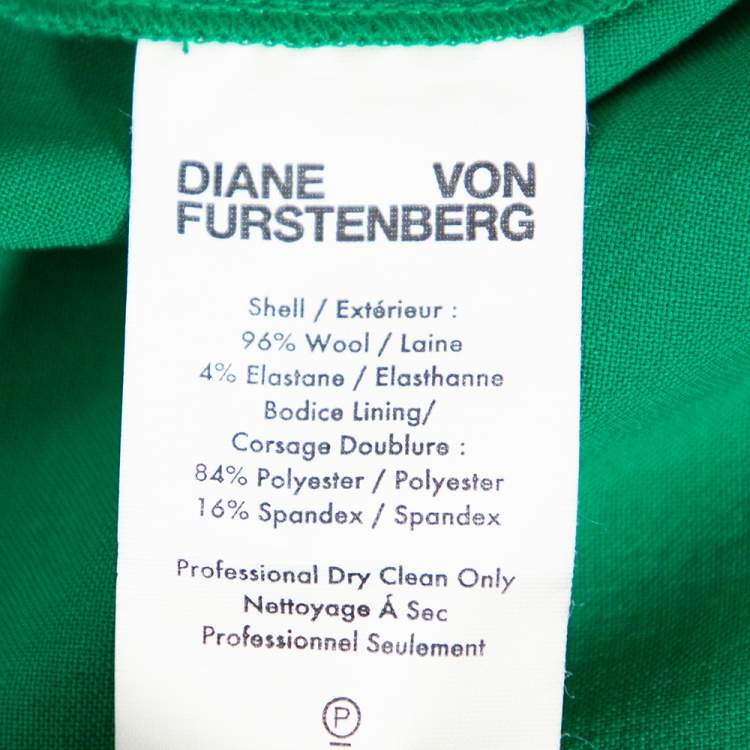 DIANE VON
FURSTENBERG
Shell / Extérieur :
96% Wool / Laine
4% Elastane / Elasthanne
Bodice Lining/
Corsage Doublure :
84% Polyester / Polyester
16% Spandex / Spandex
Professional Dry Clean Only
Nettoyage Á Sec
Professionnel Seulement
P